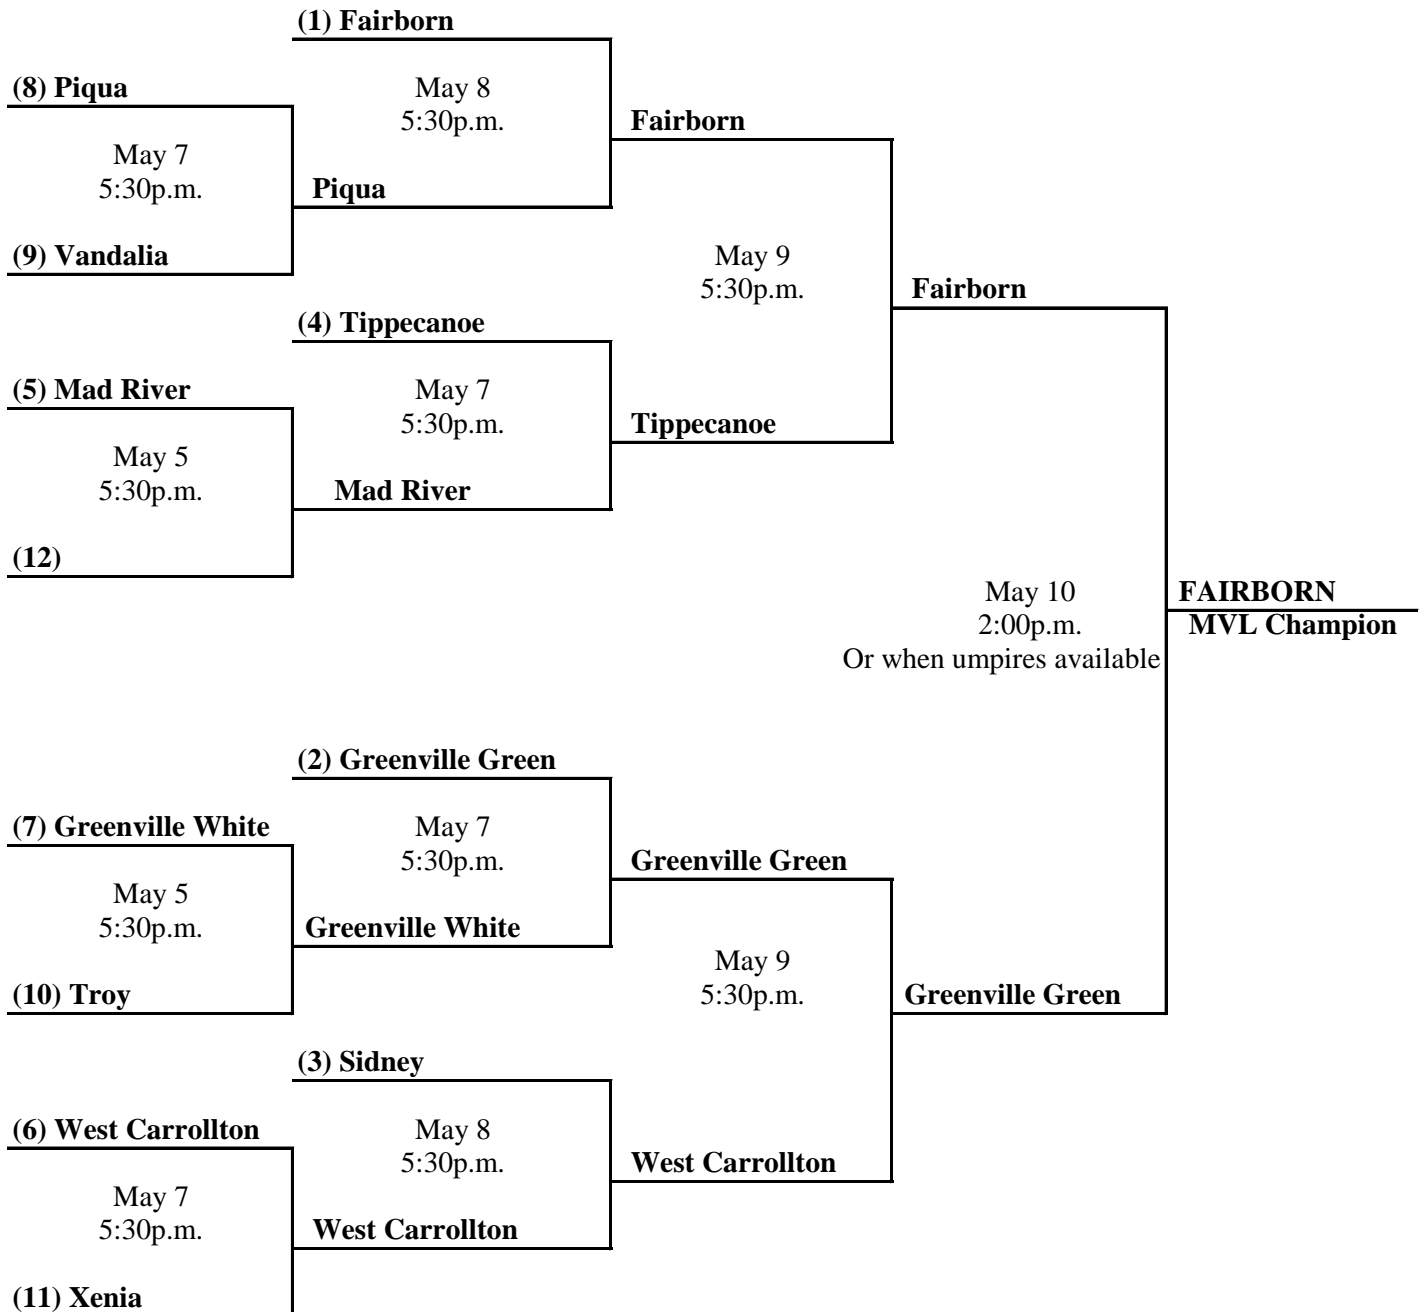 (1) Fairborn
(8) Piqua
May 8
5:30p.m.
Fairborn
May 7
5:30p.m.
Piqua
(9) Vandalia
May 9
5:30p.m.
Fairborn
(4) Tippecanoe
(5) Mad River
May 7
5:30p.m.
Tippecanoe
May 5
5:30p.m.
Mad River
(12)
May 10
2:00p.m.
Or when umpires available
FAIRBORN
MVL Champion
(2) Greenville Green
(7) Greenville White
May 7
5:30p.m.
Greenville Green
May 5
5:30p.m.
Greenville White
(10) Troy
May 9
5:30p.m.
Greenville Green
(3) Sidney
(6) West Carrollton
May 8
5:30p.m.
West Carrollton
May 7
5:30p.m.
West Carrollton
(11) Xenia